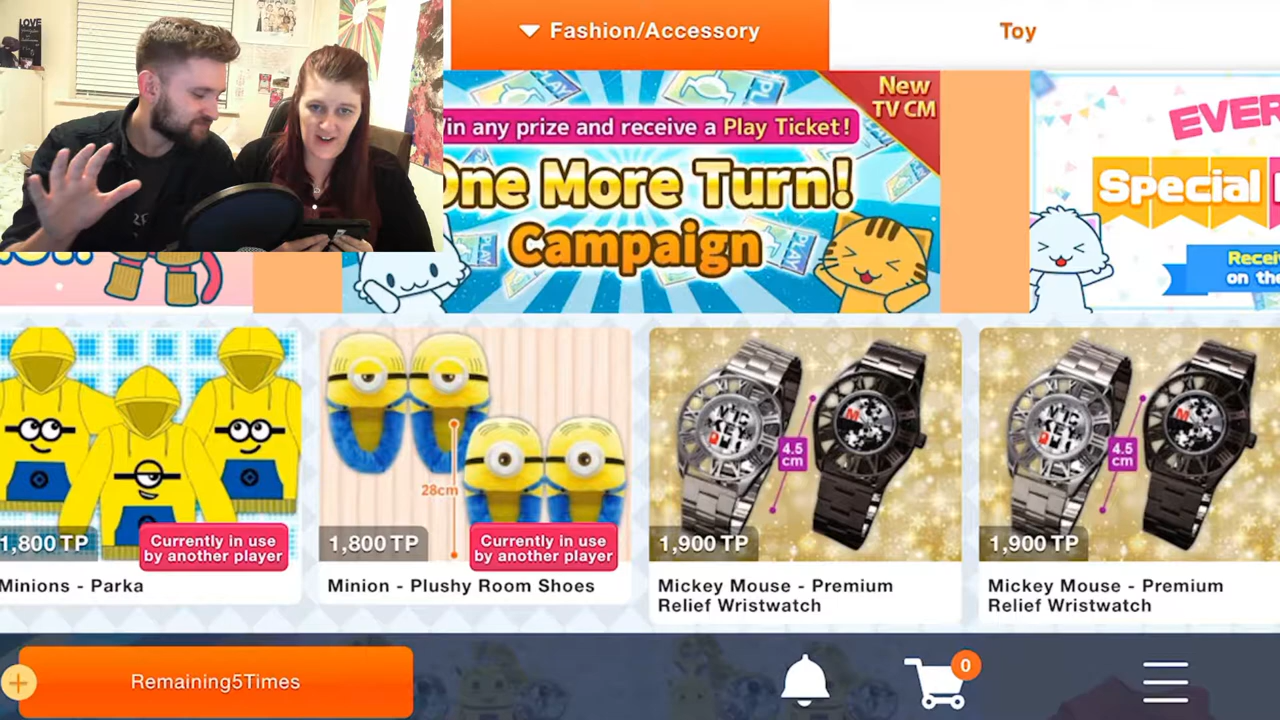 LOVE
Fashion/Accessory
Toy
New
TV CM
in any prize and receive a Play Ticket!
One More Turn!
Campaign
EVER
Special
Recei
on the
4.5
cm
4.5
cm
28cm
1,800 TP
Currently in use
by another player
1,800 TP
Currently in use
by another player
1,900 TP
1,900 TP
Minions - Parka
Minion - Plushy Room Shoes
Mickey Mouse - Premium
Relief Wristwatch
Mickey Mouse - Premium
Relief Wristwatch
Remaining5Times
0